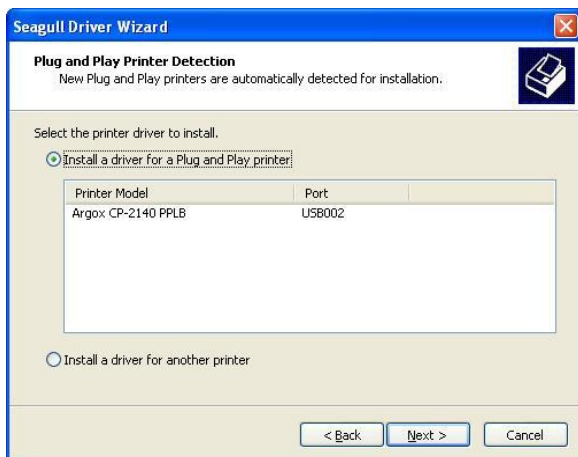 Seagull Driver Wizard
Plug and Play Printer Detection
New Plug and Play printers are automatically detected for installation.
Select the printer driver to install.
Install a driver for a Plug and Play printer
Printer Model Port
Argox CP-2140 PPLB USB002
Install a driver for another printer
< Back Next > Cancel